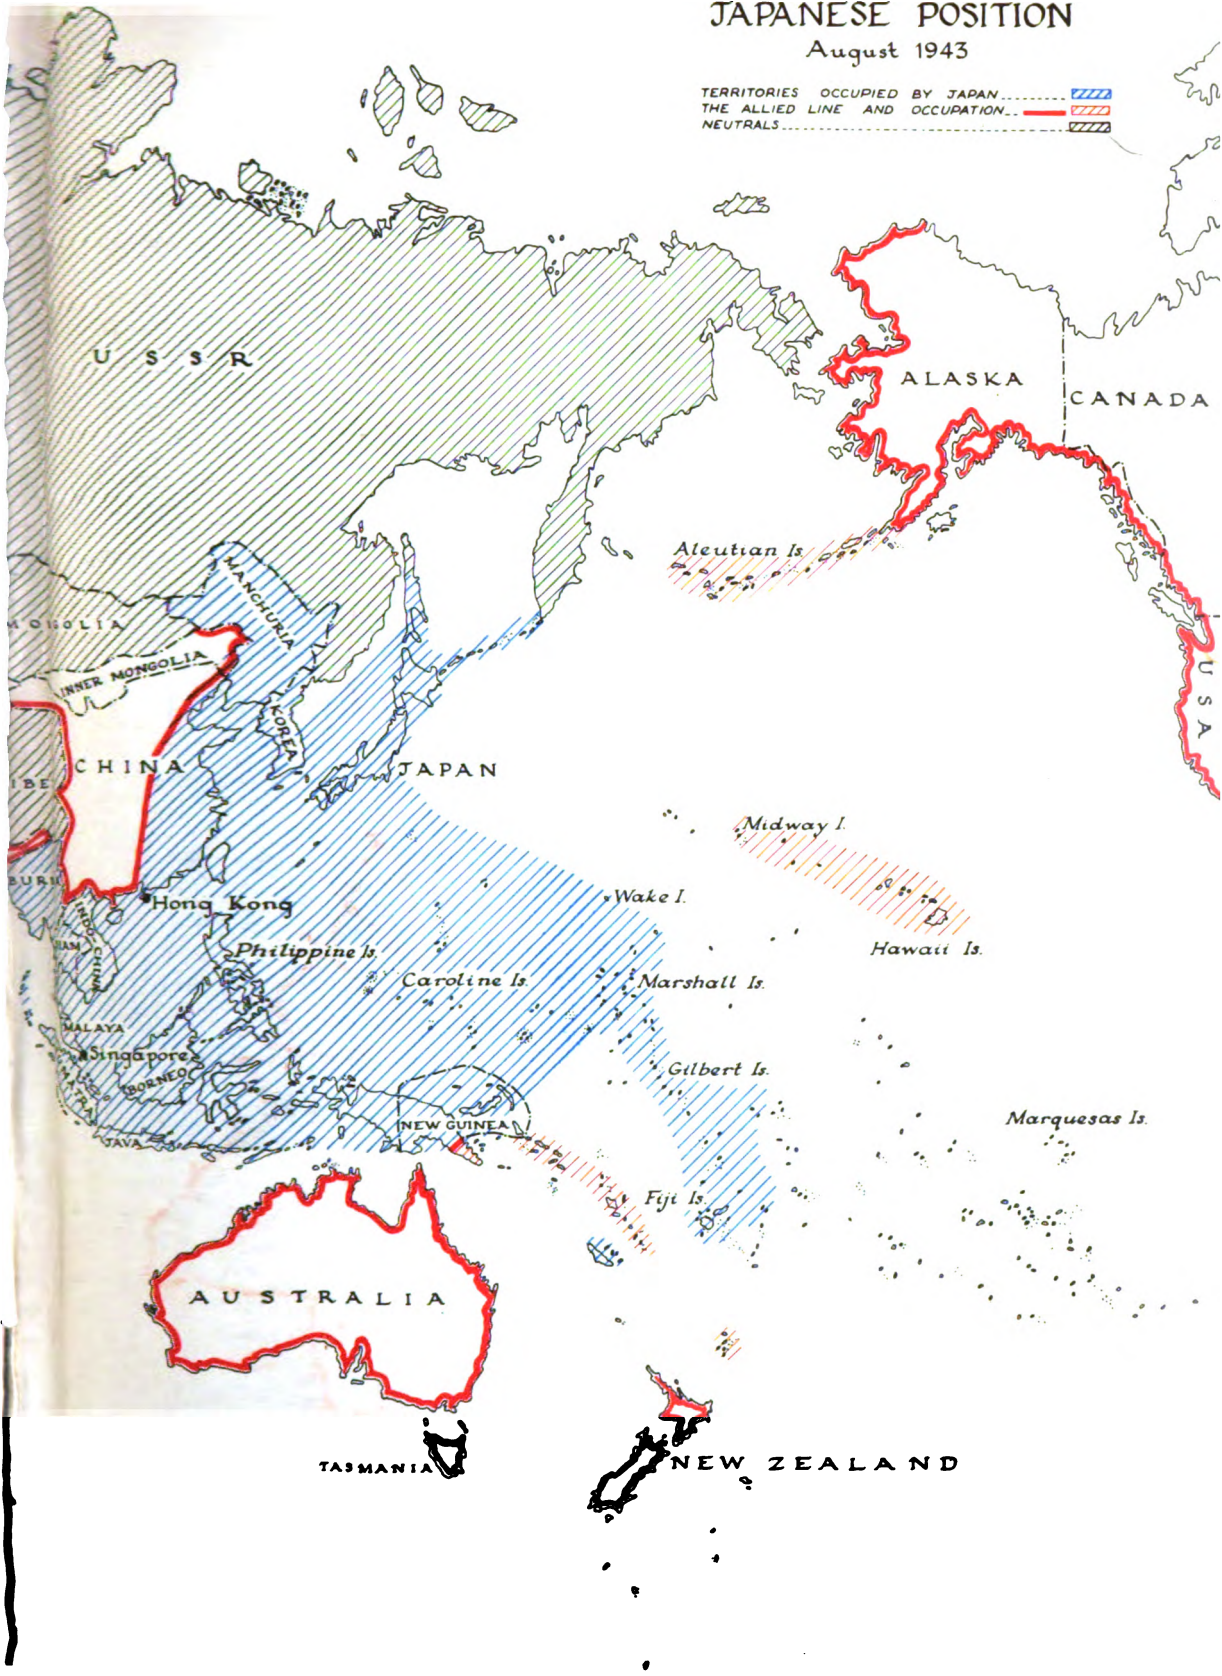 JAPANESE POSITION
August 1943
TERRITORIES OCCUPIED BY JAPAN
THE ALLIED LINE AND OCCUPATION
NEUTRALS
U S S R
ALASKA
CANADA
Aleutian Is.
MANCHURIA
INNER MONGOLIA
U S A
KOREA
CHINA
JAPAN
Midway I.
Wake I.
Hong Kong
Hawaii Is.
INDO-CHINA
Philippine Is.
Caroline Is.
Marshall Is.
MALAYA
Singapore
BORNEO
Gilbert Is.
NEW GUINEA
Marquesas Is.
JAVA
Fiji Is.
AUSTRALIA
TASMANIA
NEW ZEALAND